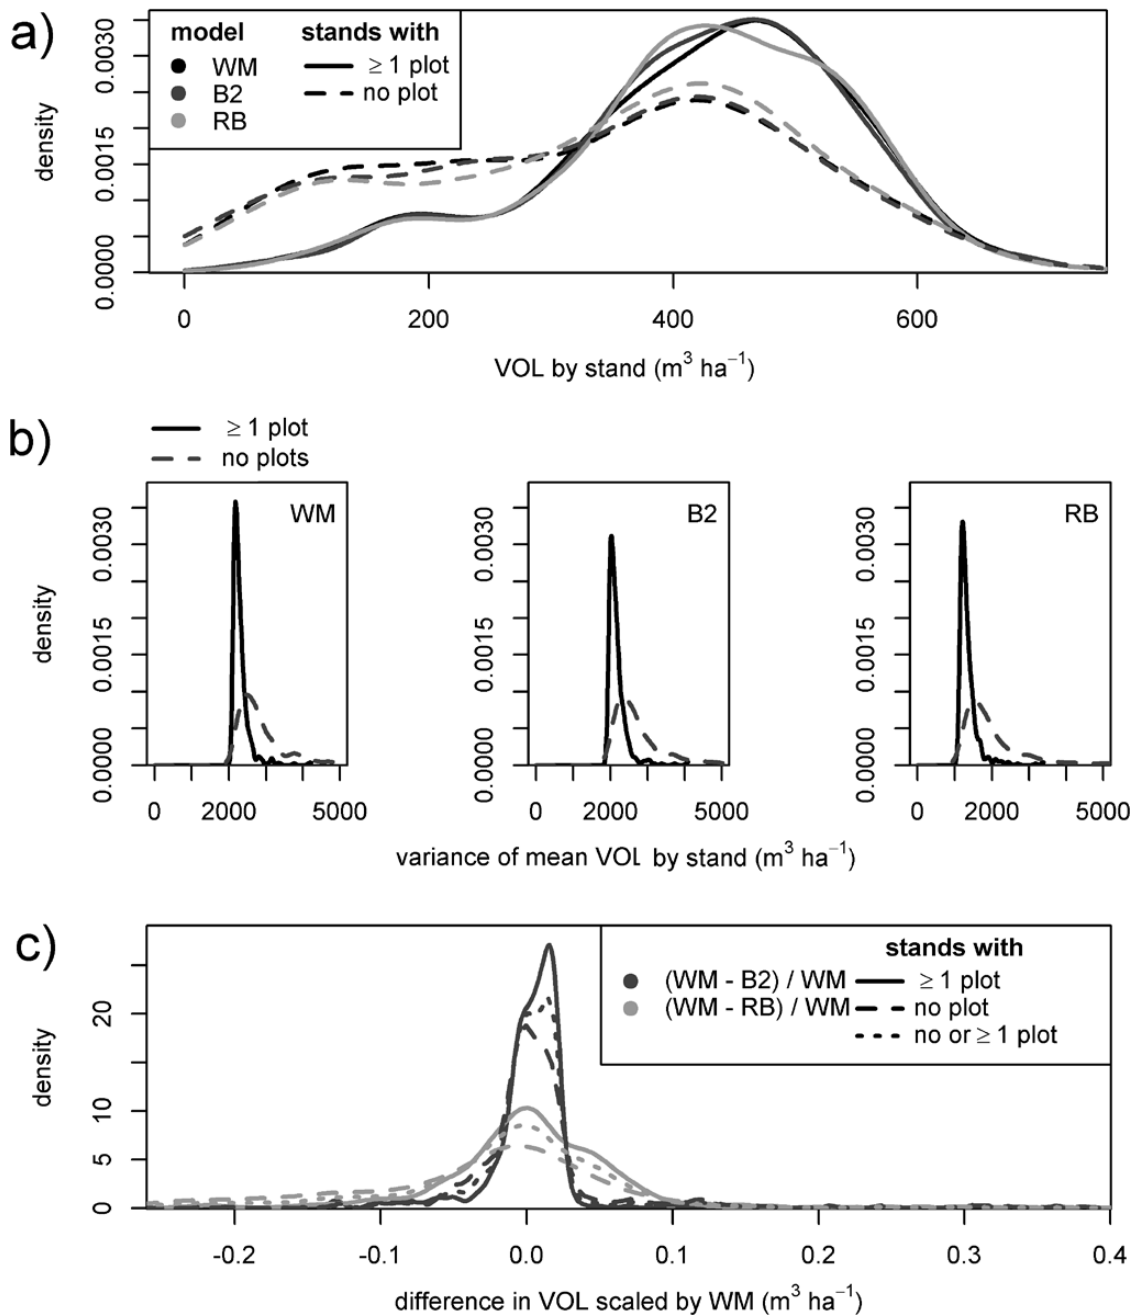 a)
model stands with
WM ≥ 1 plot
B2 no plot
RB
density
0.0000 0.0015 0.0030
0 200 400 600
VOL by stand (m³ ha⁻¹)
b)
≥ 1 plot
no plots
density
WM
0.0000 0.0015 0.0030
0 2000 5000
B2
0.0000 0.0015 0.0030
0 2000 5000
RB
0.0000 0.0015 0.0030
0 2000 5000
variance of mean VOL by stand (m³ ha⁻¹)
c)
stands with
(WM - B2) / WM ≥ 1 plot
(WM - RB) / WM no plot
no or ≥ 1 plot
density
0 5 10 20
-0.2 -0.1 0.0 0.1 0.2 0.3 0.4
difference in VOL scaled by WM (m³ ha⁻¹)